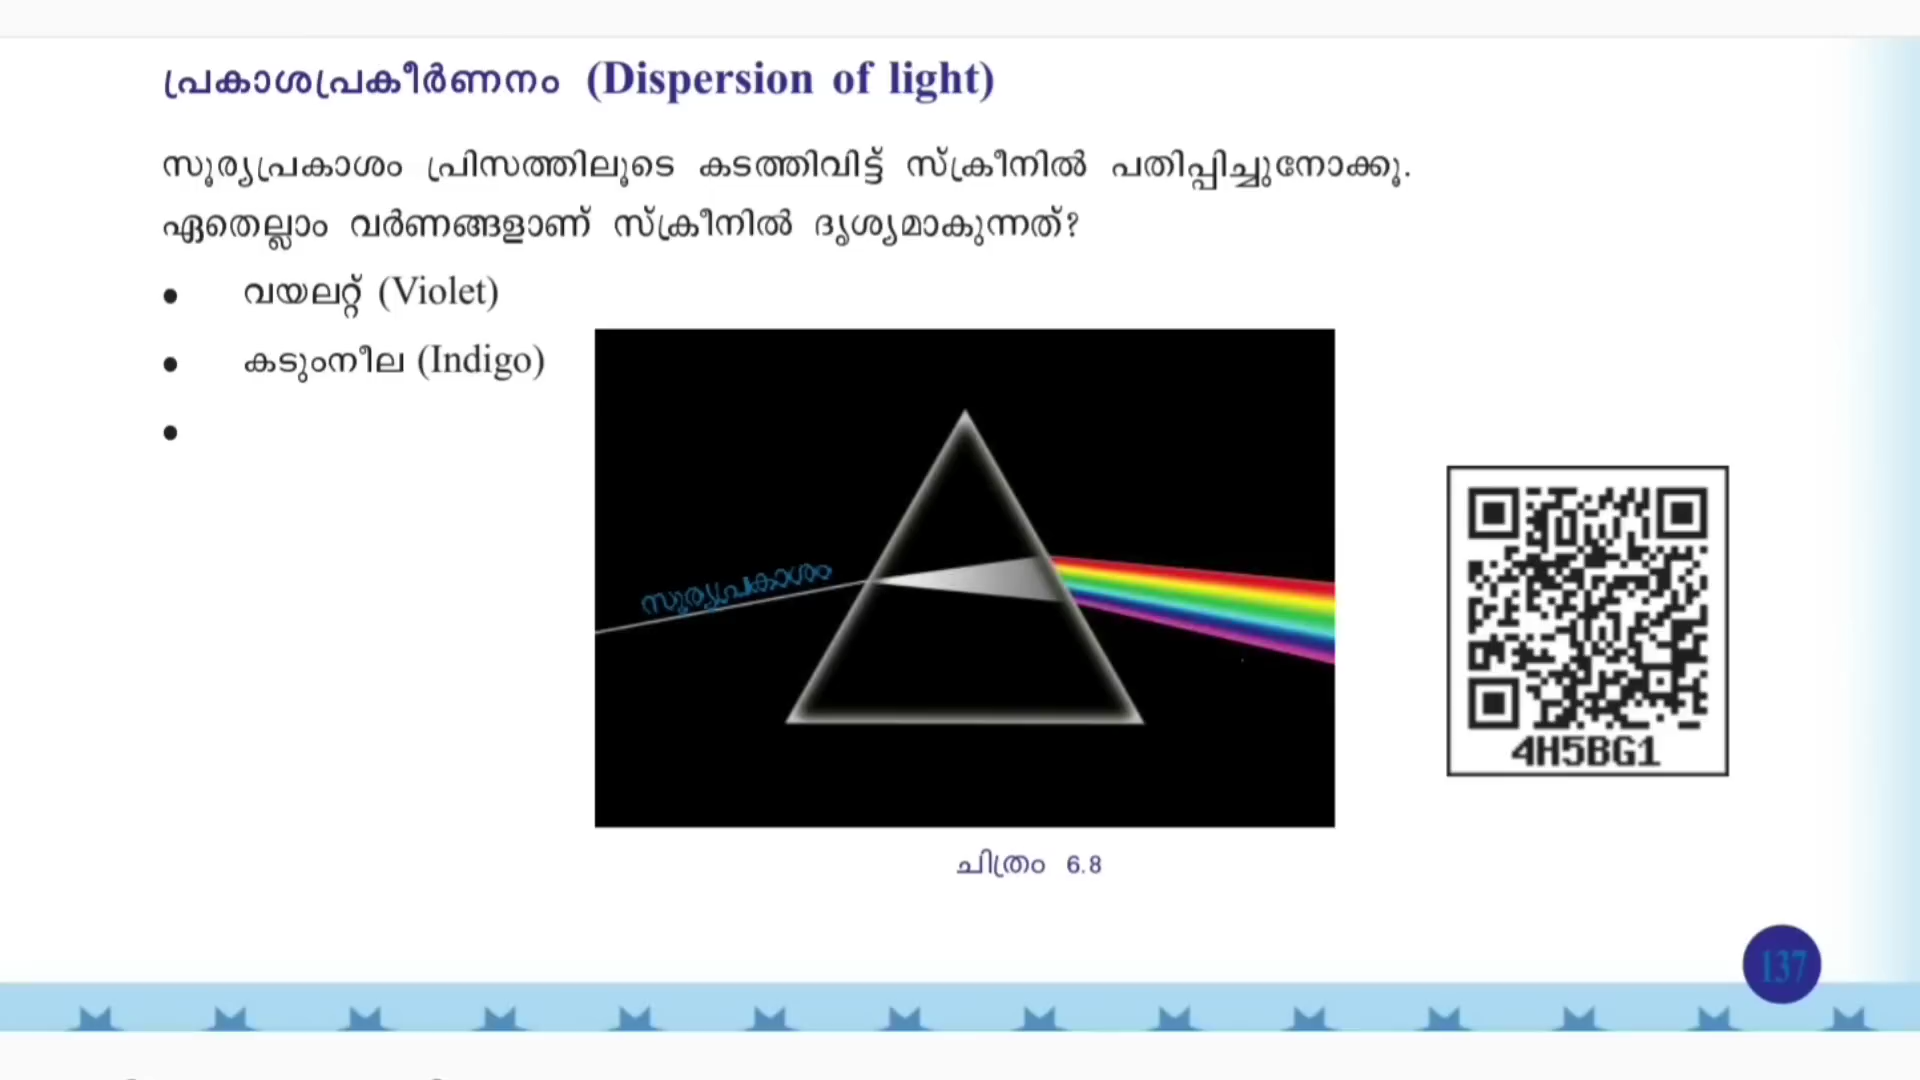 പ്രകാശപ്രകീർണനം (Dispersion of light)
സൂര്യപ്രകാശം പ്രിസത്തിലൂടെ കടത്തിവിട്ട് സ്ക്രീനിൽ പതിപ്പിച്ചുനോക്കൂ.
ഏതെല്ലാം വർണങ്ങളാണ് സ്ക്രീനിൽ ദൃശ്യമാകുന്നത്?
• വയലറ്റ് (Violet)
• കടുംനീല (Indigo)
•
സൂര്യപ്രകാശം
4H5BG1
ചിത്രം 6.8
137